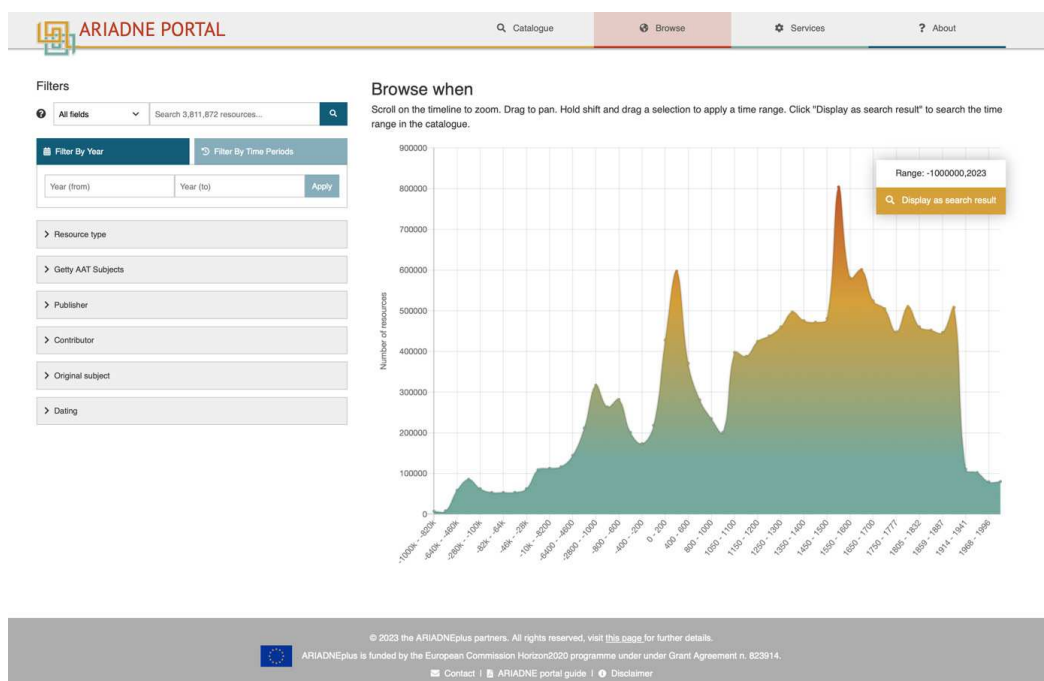 ARIADNE PORTAL
Catalogue
Browse
Services
About
Filters
All fields
Search 3,811,872 resources...
Filter By Year
Filter By Time Periods
Year (from)
Year (to)
Apply
Resource type
Getty AAT Subjects
Publisher
Contributor
Original subject
Dating
Browse when
Scroll on the timeline to zoom. Drag to pan. Hold shift and drag a selection to apply a time range. Click "Display as search result" to search the time
range in the catalogue.
Range: -1000000,2023
Display as search result
Number of resources
900000
800000
700000
600000
500000
400000
300000
200000
100000
0
-1000k - -820k
-640k - -460k
-280k - -100k
-82k - -64k
-46k - -28k
-10k - -8200
-6400 - -4600
-2800 - -1000
-800 - -600
-400 - -200
0 - 200
400 - 600
800 - 1000
1050 - 1100
1150 - 1200
1250 - 1300
1350 - 1400
1450 - 1500
1550 - 1600
1650 - 1700
1750 - 1777
1805 - 1832
1859 - 1887
1914 - 1941
1968 - 1996
© 2023 the ARIADNEplus partners. All rights reserved, visit this page for further details.
ARIADNEplus is funded by the European Commission Horizon2020 programme under under Grant Agreement n. 823914.
Contact | ARIADNE portal guide | Disclaimer